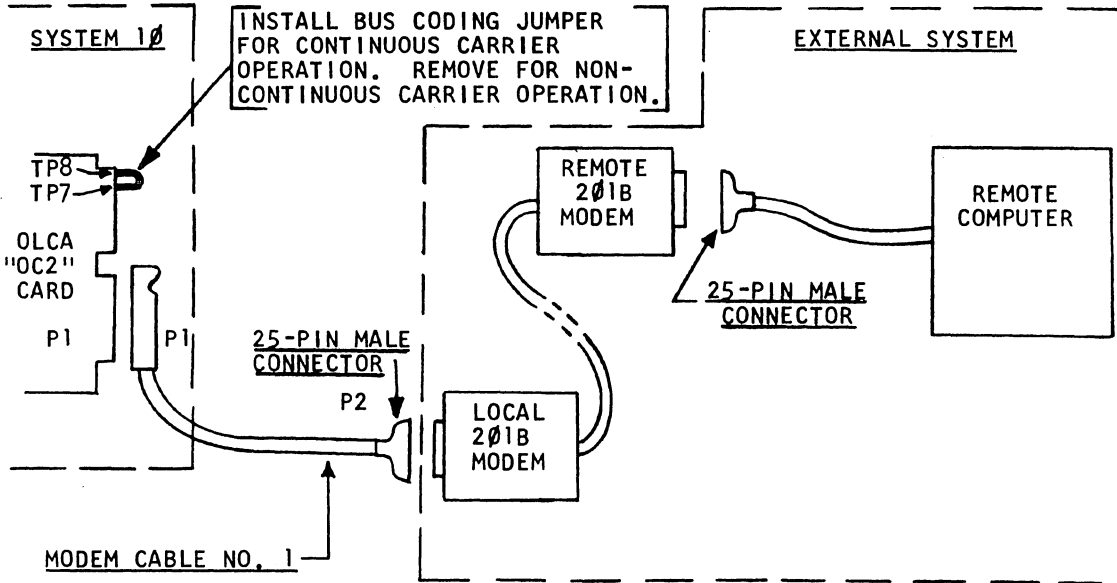 SYSTEM 1Ø
INSTALL BUS CODING JUMPER
FOR CONTINUOUS CARRIER
OPERATION. REMOVE FOR NON-
CONTINUOUS CARRIER OPERATION.
EXTERNAL SYSTEM
TP8
TP7
OLCA
"OC2"
CARD
P1
P1
25-PIN MALE
CONNECTOR
P2
LOCAL
2Ø1B
MODEM
REMOTE
2Ø1B
MODEM
25-PIN MALE
CONNECTOR
REMOTE
COMPUTER
MODEM CABLE NO. 1